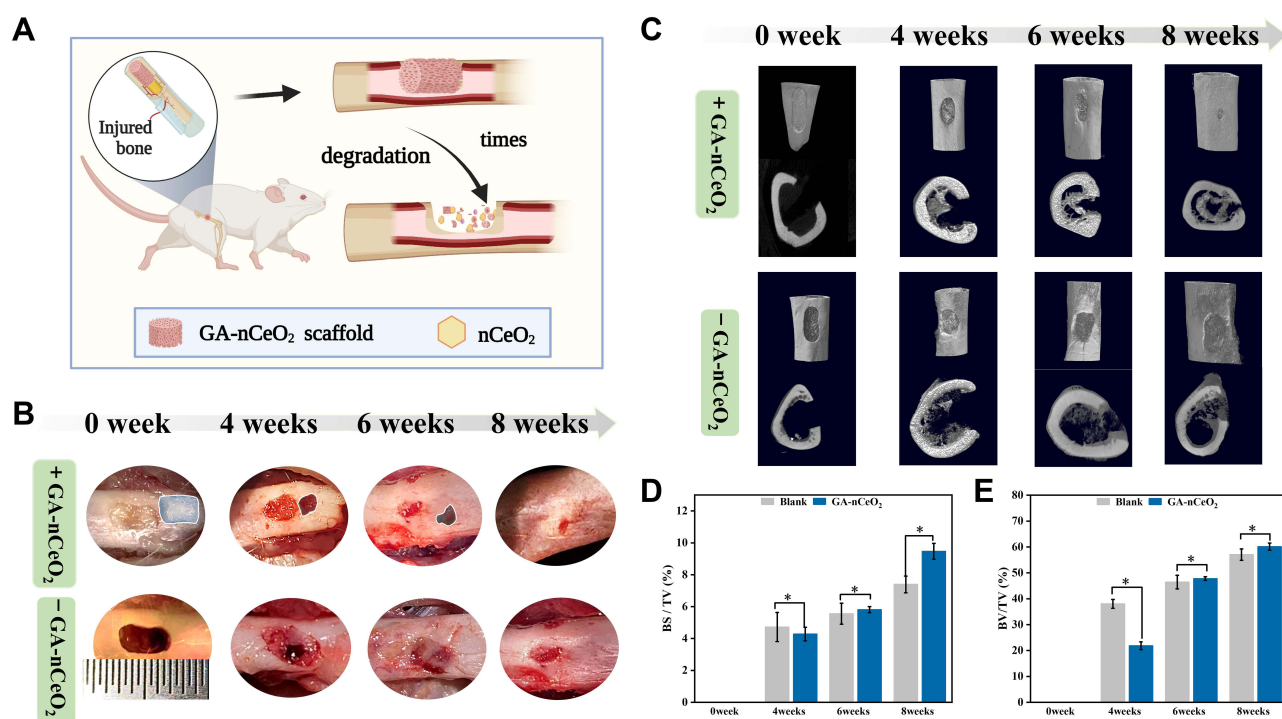 A
Injured
bone
degradation
times
GA-nCeO₂ scaffold
nCeO₂
B
0 week 4 weeks 6 weeks 8 weeks
+ GA-nCeO₂
− GA-nCeO₂
C
0 week 4 weeks 6 weeks 8 weeks
+ GA-nCeO₂
− GA-nCeO₂
D
Blank GA-nCeO₂
BS / TV (%)
12
10
8
6
4
2
0
*
*
*
0week 4weeks 6weeks 8weeks
E
Blank GA-nCeO₂
BV/TV (%)
80
70
60
50
40
30
20
10
0
*
*
*
0week 4weeks 6weeks 8weeks